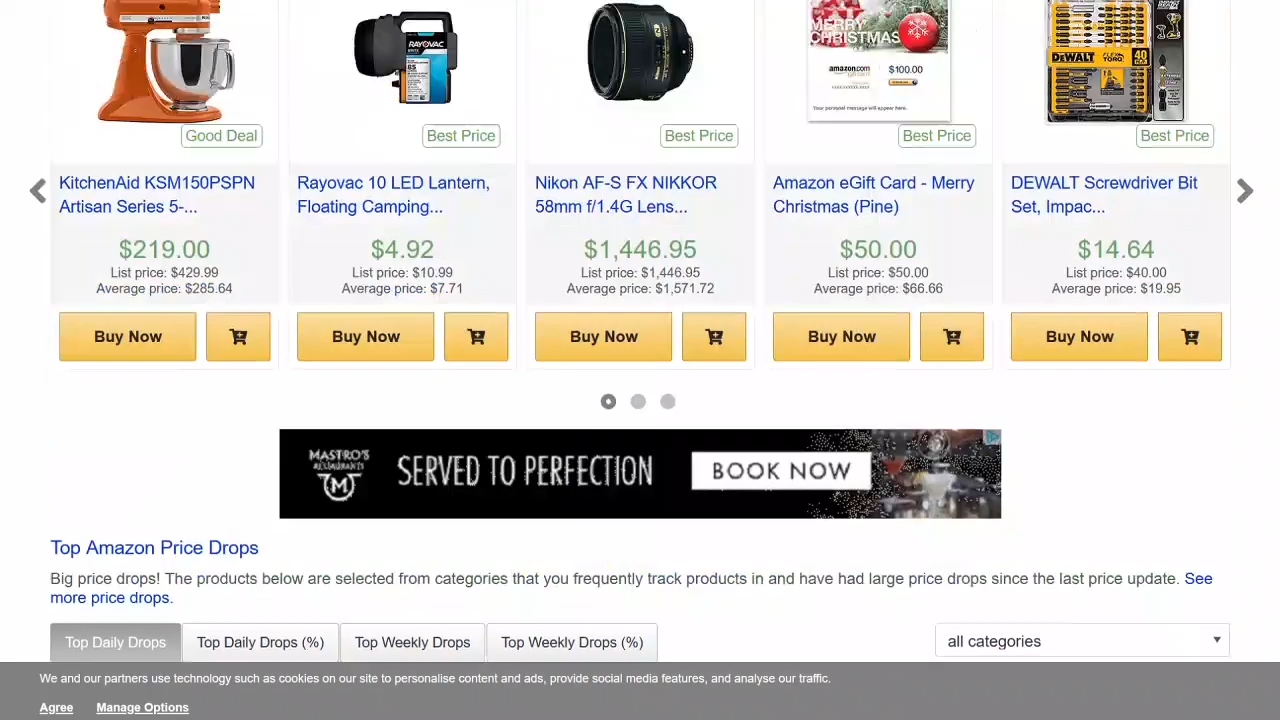 RAYOVAC
85
MERRY
CHRISTMAS
amazon.com
$100.00
Your personal message will appear here.
DEWALT FLEX TORQ 40
Good Deal
Best Price
Best Price
Best Price
Best Price
KitchenAid KSM150PSPN
Artisan Series 5-...
Rayovac 10 LED Lantern,
Floating Camping...
Nikon AF-S FX NIKKOR
58mm f/1.4G Lens...
Amazon eGift Card - Merry
Christmas (Pine)
DEWALT Screwdriver Bit
Set, Impac...
$219.00
List price: $429.99
Average price: $285.64
$4.92
List price: $10.99
Average price: $7.71
$1,446.95
List price: $1,446.95
Average price: $1,571.72
$50.00
List price: $50.00
Average price: $66.66
$14.64
List price: $40.00
Average price: $19.95
Buy Now
Buy Now
Buy Now
Buy Now
Buy Now
MASTRO'S
RESTAURANTS
M
SERVED TO PERFECTION
BOOK NOW
Top Amazon Price Drops
Big price drops! The products below are selected from categories that you frequently track products in and have had large price drops since the last price update. See
more price drops.
Top Daily Drops
Top Daily Drops (%)
Top Weekly Drops
Top Weekly Drops (%)
all categories
We and our partners use technology such as cookies on our site to personalise content and ads, provide social media features, and analyse our traffic.
Agree
Manage Options